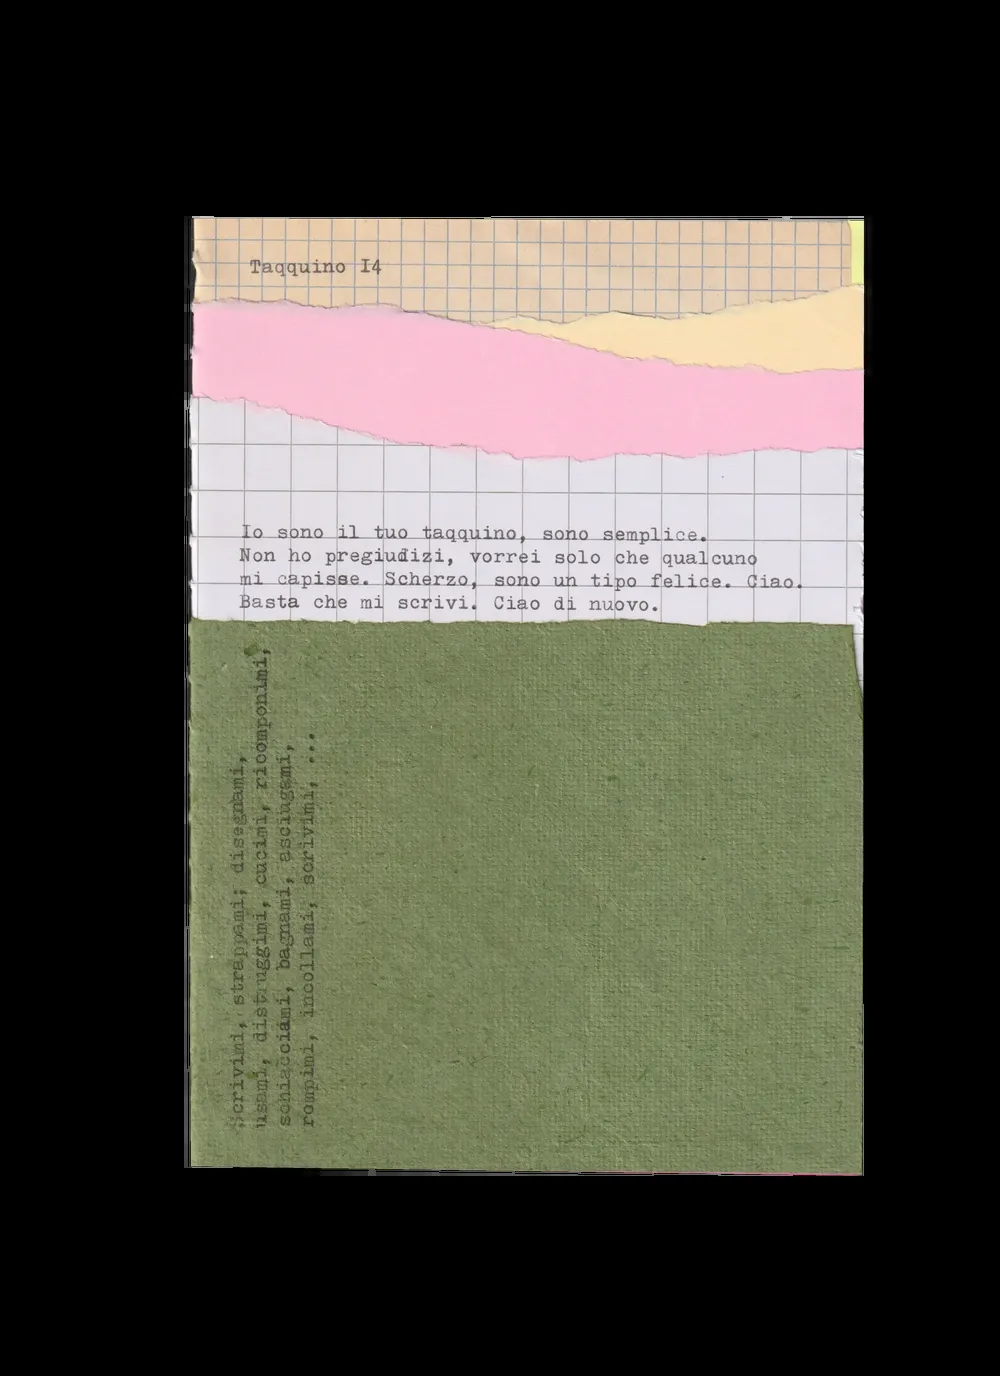 Taqquino I4
Io sono il tuo taqquino, sono semplice.
Non ho pregiudizi, vorrei solo che qualcuno
mi capisse. Scherzo, sono un tipo felice. Ciao.
Basta che mi scrivi. Ciao di nuovo.
Scrivimi, strappami; disegnami,
usami, distruggimi, cucimi, ricomponimi,
schiacciami, bagnami, asciugami,
rompimi, incollami, scrivimi, ...